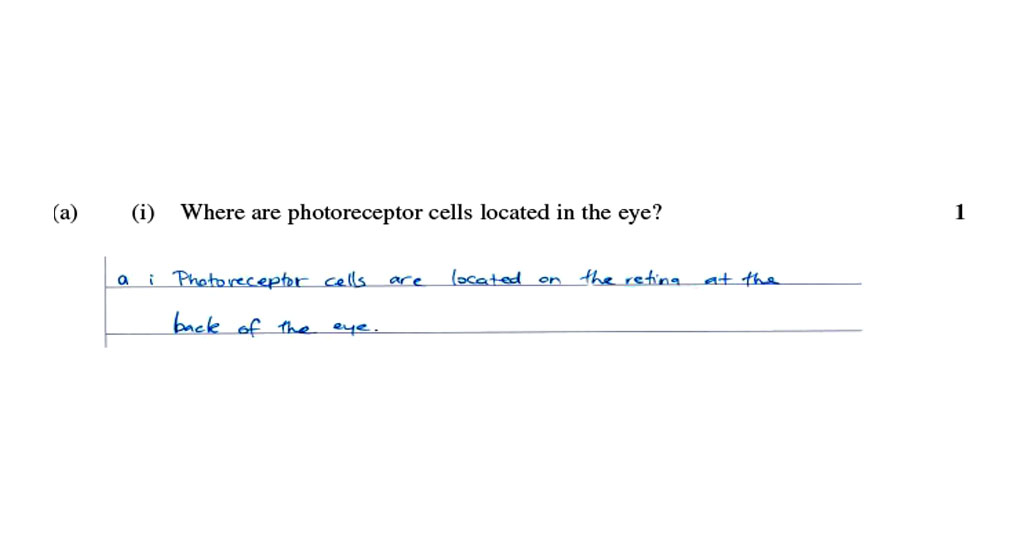 (a) (i) Where are photoreceptor cells located in the eye? 1
a i Photoreceptor cells are located on the retina at the
back of the eye.